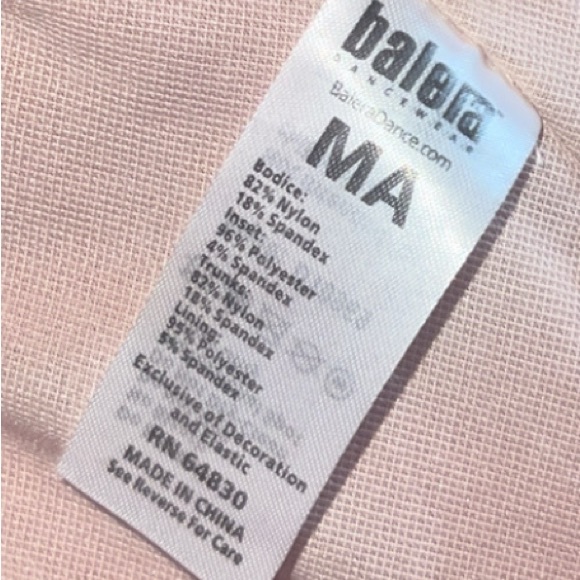 balera™
DANCEWEAR
BaleraDance.com
MA
Bodice:
82% Nylon
18% Spandex
Inset:
96% Polyester
4% Spandex
Trunks:
82% Nylon
18% Spandex
Lining:
95% Polyester
5% Spandex
Exclusive of Decoration
and Elastic
RN 64830
MADE IN CHINA
See Reverse For Care